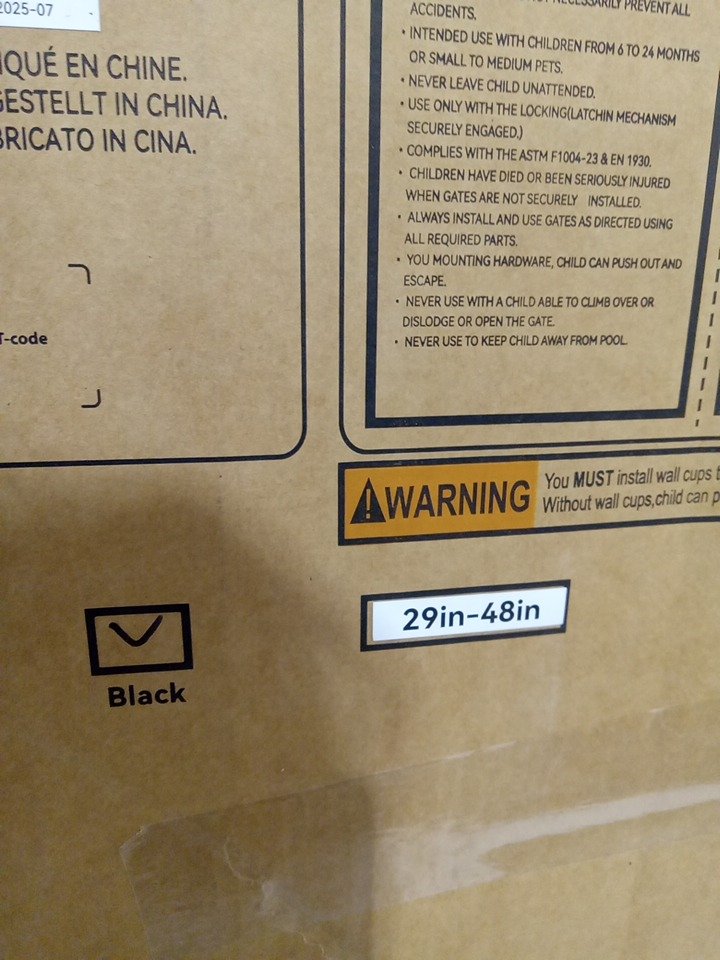 2025-07
IQUÉ EN CHINE.
GESTELLT IN CHINA.
BRICATO IN CINA.
T-code
NECESSARILY PREVENT ALL
ACCIDENTS.
• INTENDED USE WITH CHILDREN FROM 6 TO 24 MONTHS
OR SMALL TO MEDIUM PETS.
• NEVER LEAVE CHILD UNATTENDED.
• USE ONLY WITH THE LOCKING(LATCHIN MECHANISM
SECURELY ENGAGED.)
• COMPLIES WITH THE ASTM F1004-23 & EN 1930.
• CHILDREN HAVE DIED OR BEEN SERIOUSLY INJURED
WHEN GATES ARE NOT SECURELY INSTALLED.
• ALWAYS INSTALL AND USE GATES AS DIRECTED USING
ALL REQUIRED PARTS.
• YOU MOUNTING HARDWARE, CHILD CAN PUSH OUT AND
ESCAPE.
• NEVER USE WITH A CHILD ABLE TO CLIMB OVER OR
DISLODGE OR OPEN THE GATE.
• NEVER USE TO KEEP CHILD AWAY FROM POOL.
WARNING
You MUST install wall cups
Without wall cups,child can
29in-48in
Black